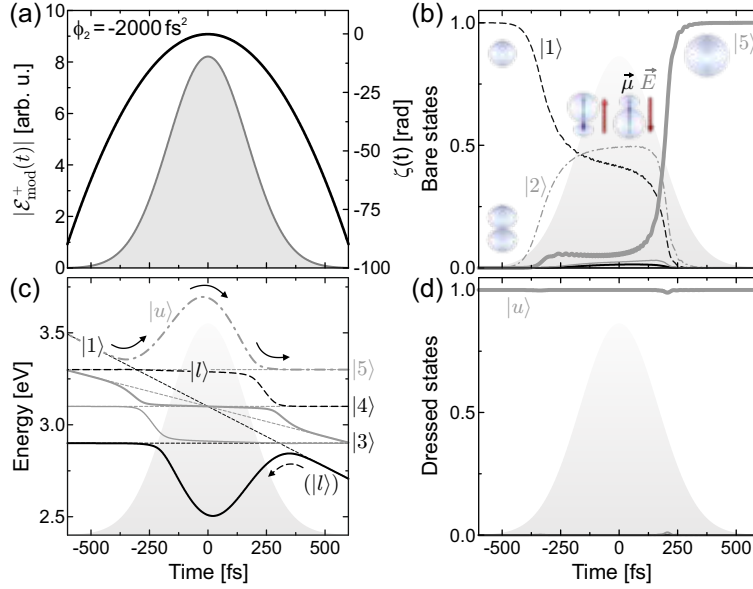 (a)
ϕ₂ = -2000 fs²
|ℰ⁺mod(t)| [arb. u.]
10
8
6
4
2
0
ζ(t) [rad]
0
-25
-50
-75
-100
(b)
|1⟩
|5⟩
μ⃗ E⃗
|2⟩
Bare states
1.0
0.5
0.0
(c)
|u⟩
|1⟩
|l⟩
|5⟩
|4⟩
|3⟩
(|l⟩)
Energy [eV]
3.5
3.0
2.5
-500 -250 0 250 500
Time [fs]
(d)
|u⟩
Dressed states
1.0
0.5
0.0
-500 -250 0 250 500
Time [fs]